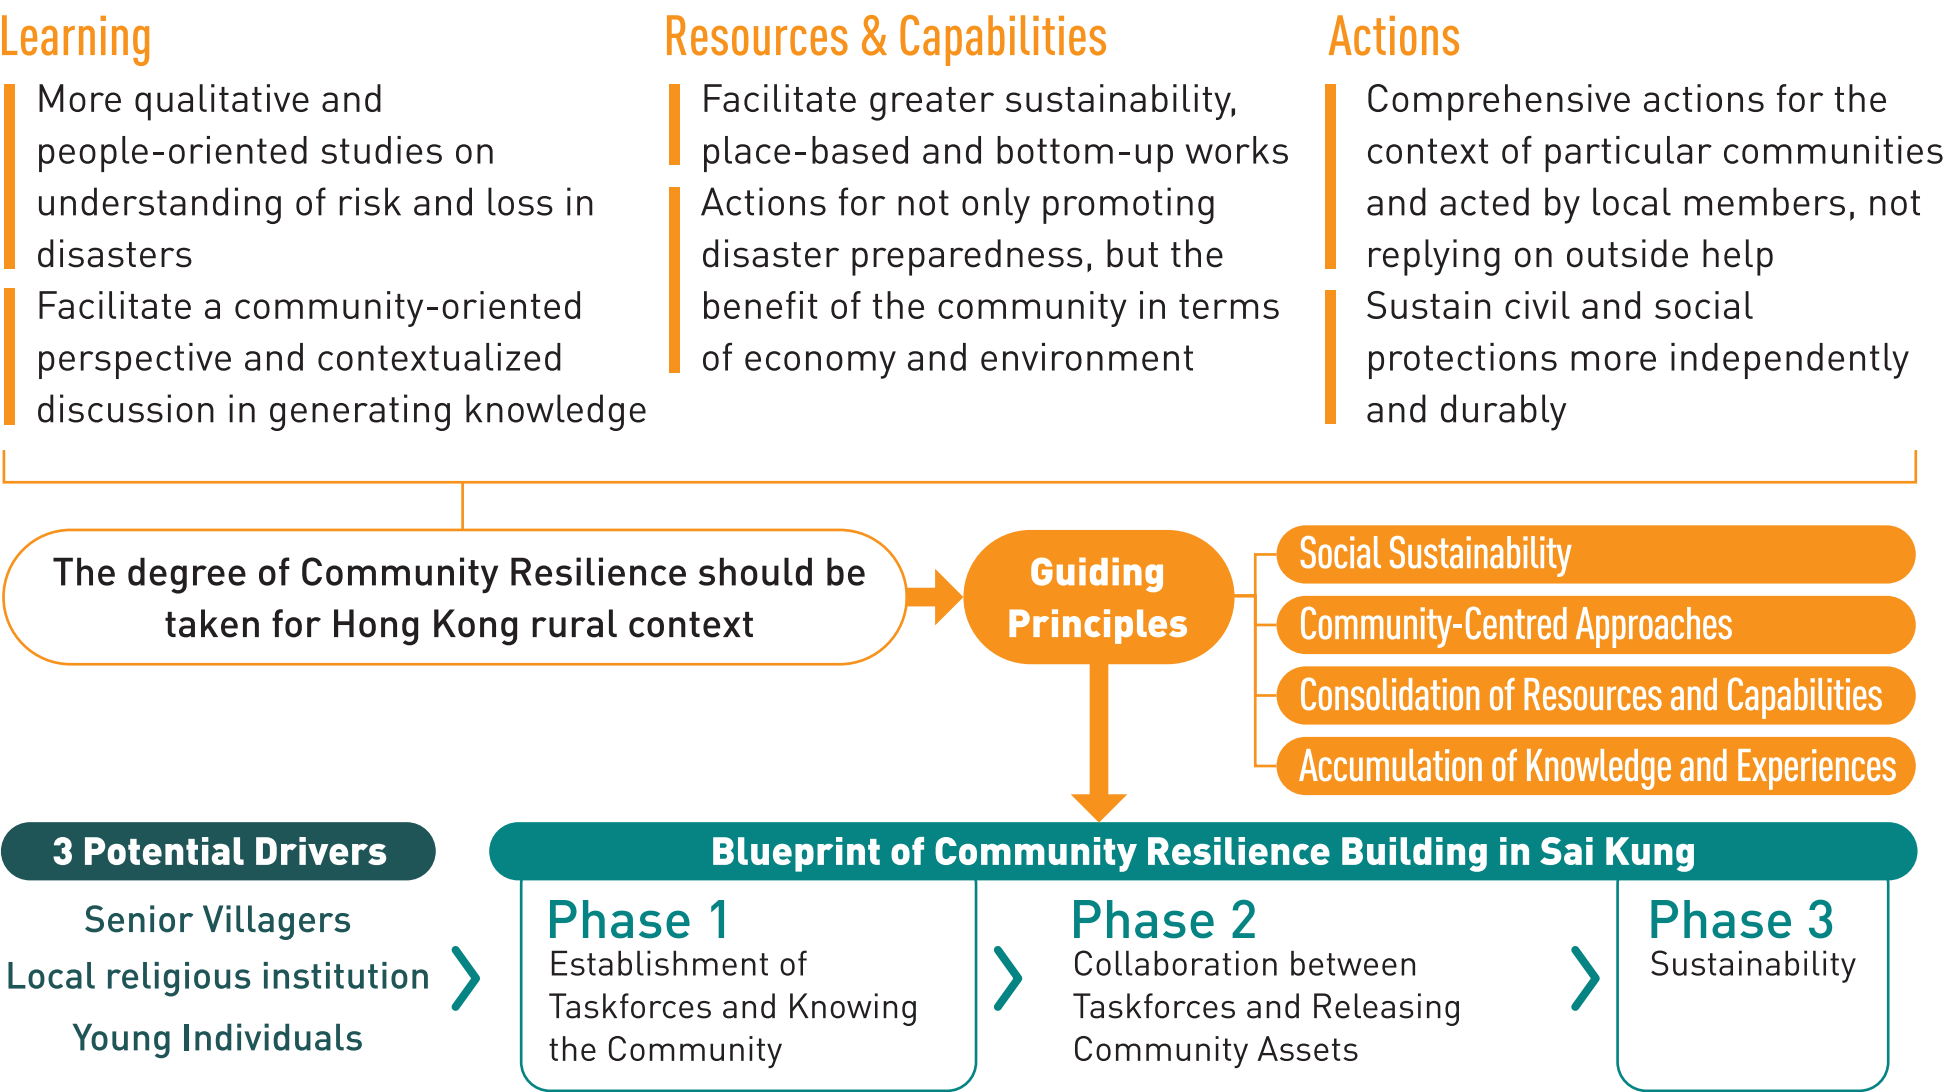 Learning
More qualitative and
people-oriented studies on
understanding of risk and loss in
disasters
Facilitate a community-oriented
perspective and contextualized
discussion in generating knowledge
Resources & Capabilities
Facilitate greater sustainability,
place-based and bottom-up works
Actions for not only promoting
disaster preparedness, but the
benefit of the community in terms
of economy and environment
Actions
Comprehensive actions for the
context of particular communities
and acted by local members, not
replying on outside help
Sustain civil and social
protections more independently
and durably
The degree of Community Resilience should be
taken for Hong Kong rural context
Guiding
Principles
Social Sustainability
Community-Centred Approaches
Consolidation of Resources and Capabilities
Accumulation of Knowledge and Experiences
3 Potential Drivers
Senior Villagers
Local religious institution
Young Individuals
Blueprint of Community Resilience Building in Sai Kung
Phase 1
Establishment of
Taskforces and Knowing
the Community
Phase 2
Collaboration between
Taskforces and Releasing
Community Assets
Phase 3
Sustainability